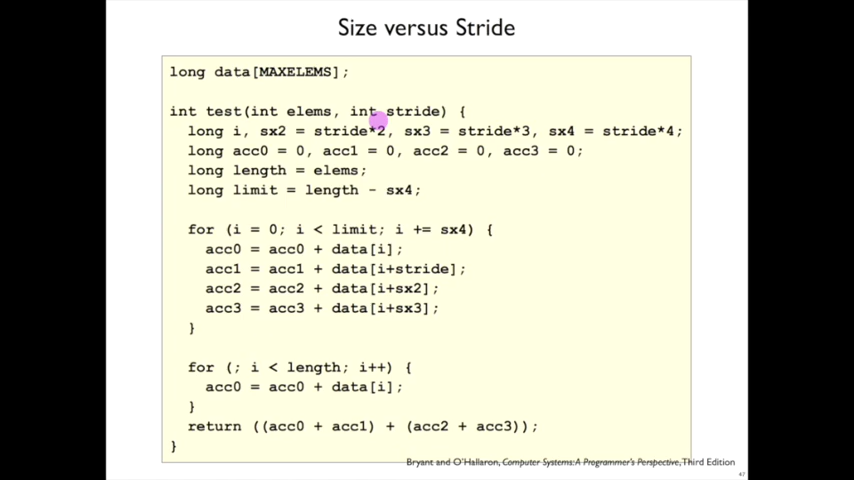 Size versus Stride
long data[MAXELEMS];
int test(int elems, int stride) {
long i, sx2 = stride*2, sx3 = stride*3, sx4 = stride*4;
long acc0 = 0, acc1 = 0, acc2 = 0, acc3 = 0;
long length = elems;
long limit = length - sx4;
for (i = 0; i < limit; i += sx4) {
acc0 = acc0 + data[i];
acc1 = acc1 + data[i+stride];
acc2 = acc2 + data[i+sx2];
acc3 = acc3 + data[i+sx3];
}
for (; i < length; i++) {
acc0 = acc0 + data[i];
}
return ((acc0 + acc1) + (acc2 + acc3));
}
Bryant and O'Hallaron, Computer Systems: A Programmer's Perspective, Third Edition
47